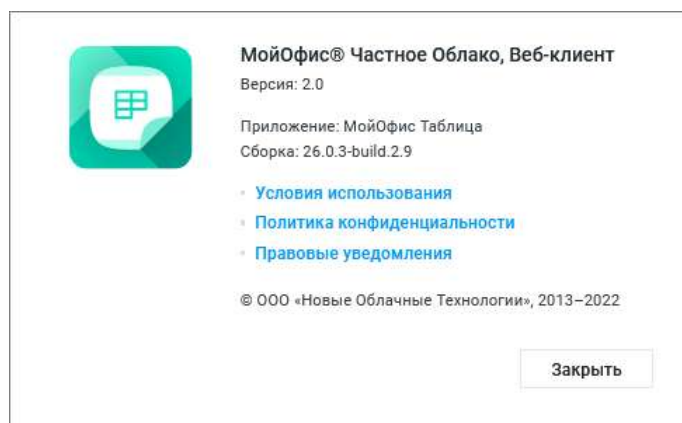 МойОфис® Частное Облако, Веб-клиент
Версия: 2.0
Приложение: МойОфис Таблица
Сборка: 26.0.3-build.2.9
Условия использования
Политика конфиденциальности
Правовые уведомления
© ООО «Новые Облачные Технологии», 2013–2022
Закрыть